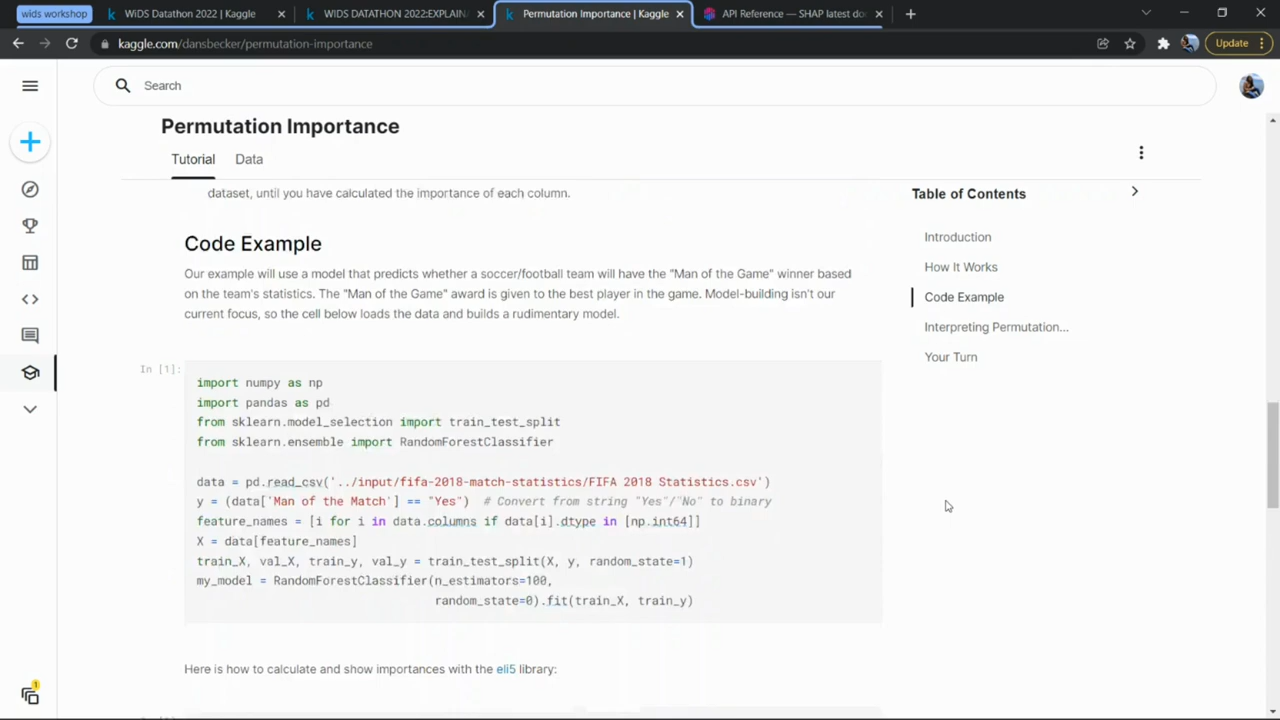 wids workshop
WiDS Datathon 2022 | Kaggle
WIDS DATATHON 2022:EXPLAIN
Permutation Importance | Kaggle
API Reference — SHAP latest do
kaggle.com/dansbecker/permutation-importance
Update
Search
Permutation Importance
Tutorial
Data
dataset, until you have calculated the importance of each column.
Table of Contents
Introduction
How It Works
Code Example
Interpreting Permutation...
Your Turn
Code Example
Our example will use a model that predicts whether a soccer/football team will have the "Man of the Game" winner based
on the team's statistics. The "Man of the Game" award is given to the best player in the game. Model-building isn't our
current focus, so the cell below loads the data and builds a rudimentary model.
In [1]:
import numpy as np
import pandas as pd
from sklearn.model_selection import train_test_split
from sklearn.ensemble import RandomForestClassifier
data = pd.read_csv('../input/fifa-2018-match-statistics/FIFA 2018 Statistics.csv')
y = (data['Man of the Match'] == "Yes")  # Convert from string "Yes"/"No" to binary
feature_names = [i for i in data.columns if data[i].dtype in [np.int64]]
X = data[feature_names]
train_X, val_X, train_y, val_y = train_test_split(X, y, random_state=1)
my_model = RandomForestClassifier(n_estimators=100,
random_state=0).fit(train_X, train_y)
Here is how to calculate and show importances with the eli5 library:
1